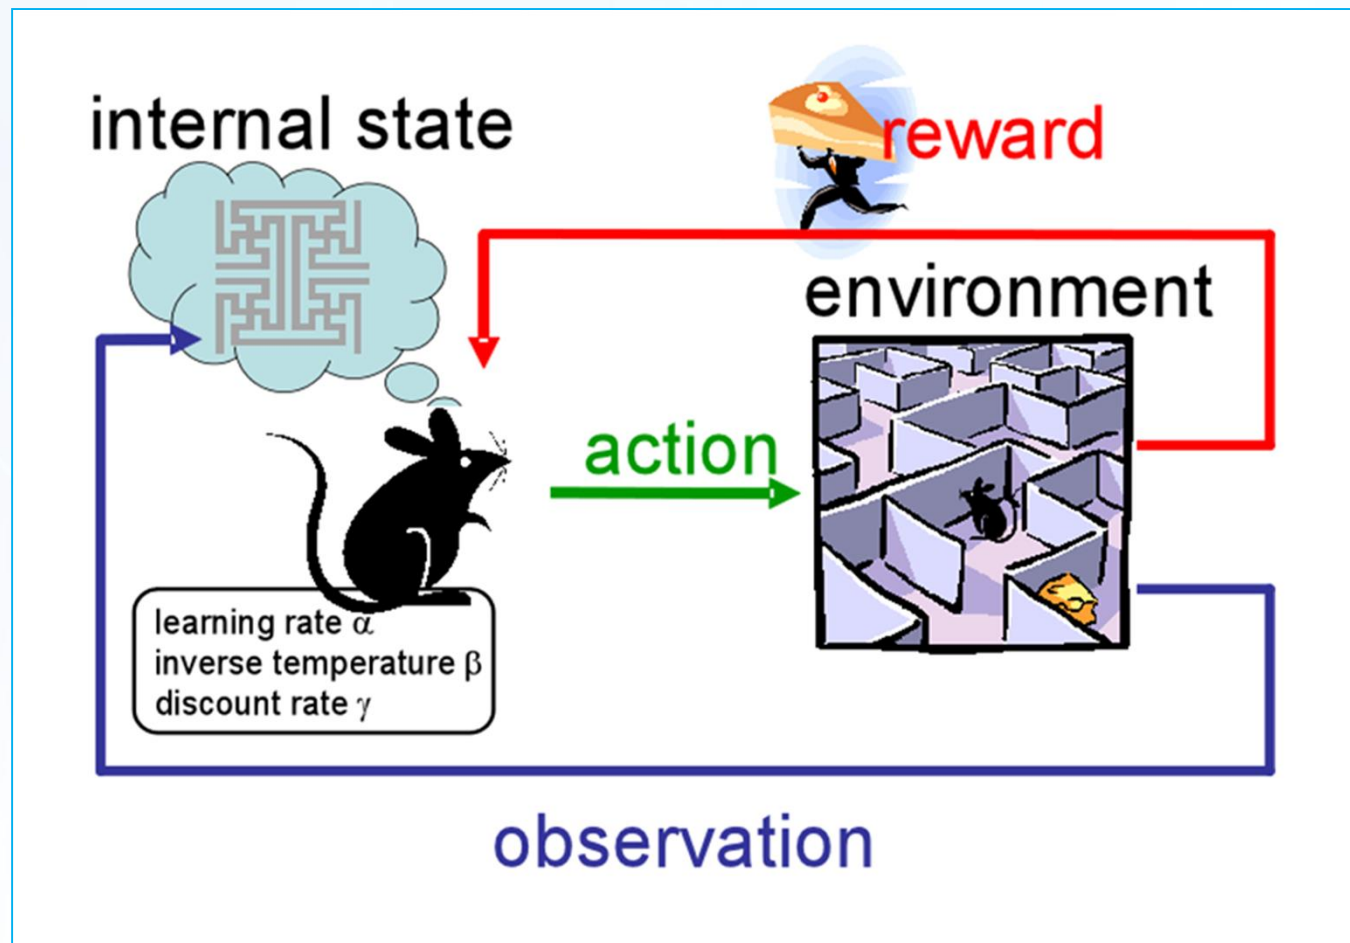 internal state
reward
environment
action
learning rate α
inverse temperature β
discount rate γ
observation